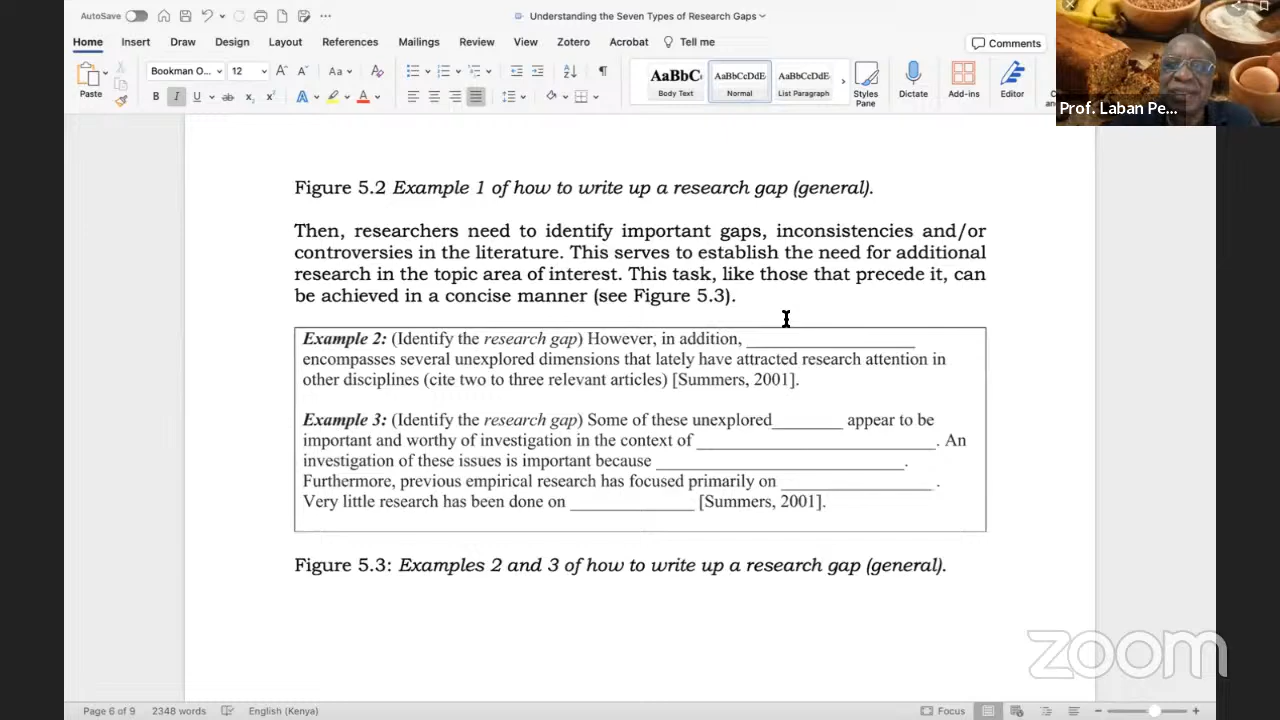 AutoSave
Understanding the Seven Types of Research Gaps
Home Insert Draw Design Layout References Mailings Review View Zotero Acrobat Tell me
Comments
Paste
Bookman O... 12
Aa
B I U ab x x A A
AaBbC AaBbCcDdE AaBbCcDdE
Body Text Normal List Paragraph
Styles Pane
Dictate
Add-ins
Editor
Prof. Laban Pe...
Figure 5.2 Example 1 of how to write up a research gap (general).
Then, researchers need to identify important gaps, inconsistencies and/or
controversies in the literature. This serves to establish the need for additional
research in the topic area of interest. This task, like those that precede it, can
be achieved in a concise manner (see Figure 5.3).
Example 2: (Identify the research gap) However, in addition, ____________________
encompasses several unexplored dimensions that lately have attracted research attention in
other disciplines (cite two to three relevant articles) [Summers, 2001].
Example 3: (Identify the research gap) Some of these unexplored________ appear to be
important and worthy of investigation in the context of ____________________________. An
investigation of these issues is important because _____________________________.
Furthermore, previous empirical research has focused primarily on __________________ .
Very little research has been done on _______________ [Summers, 2001].
Figure 5.3: Examples 2 and 3 of how to write up a research gap (general).
zoom
Page 6 of 9 2348 words English (Kenya) Focus